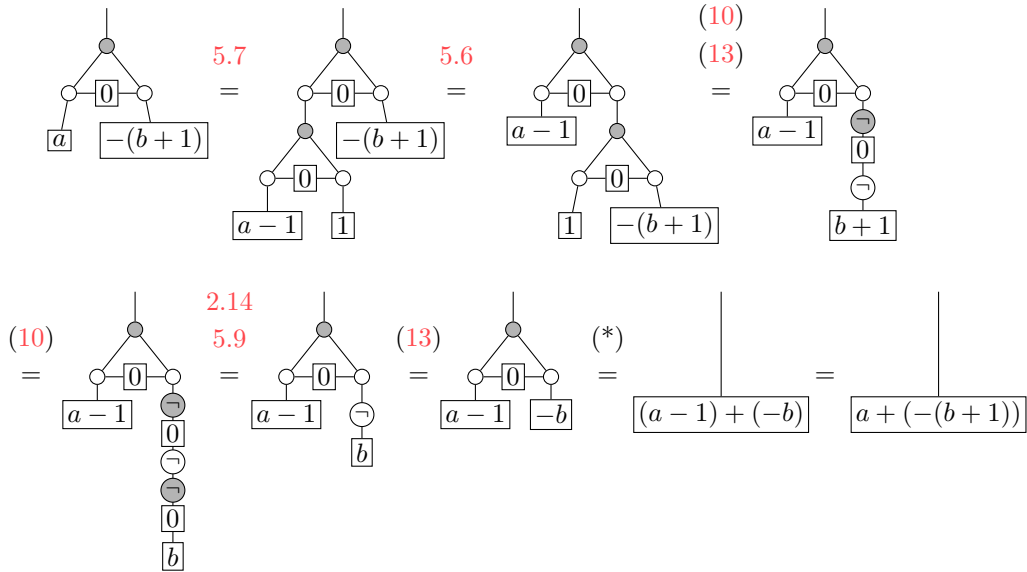 (10)
5.7 5.6 (13)
0 = 0 = 0 = 0
a -(b+1) -(b+1) a − 1 a − 1 ¬
0 0 0
¬
a − 1 1 1 -(b+1) b + 1
2.14
(10) 5.9 (13) (*)
= 0 = 0 = 0 = =
a − 1 ¬ a − 1 ¬ a − 1 −b (a − 1) + (−b) a + (−(b + 1))
0 b
¬
¬
0
b